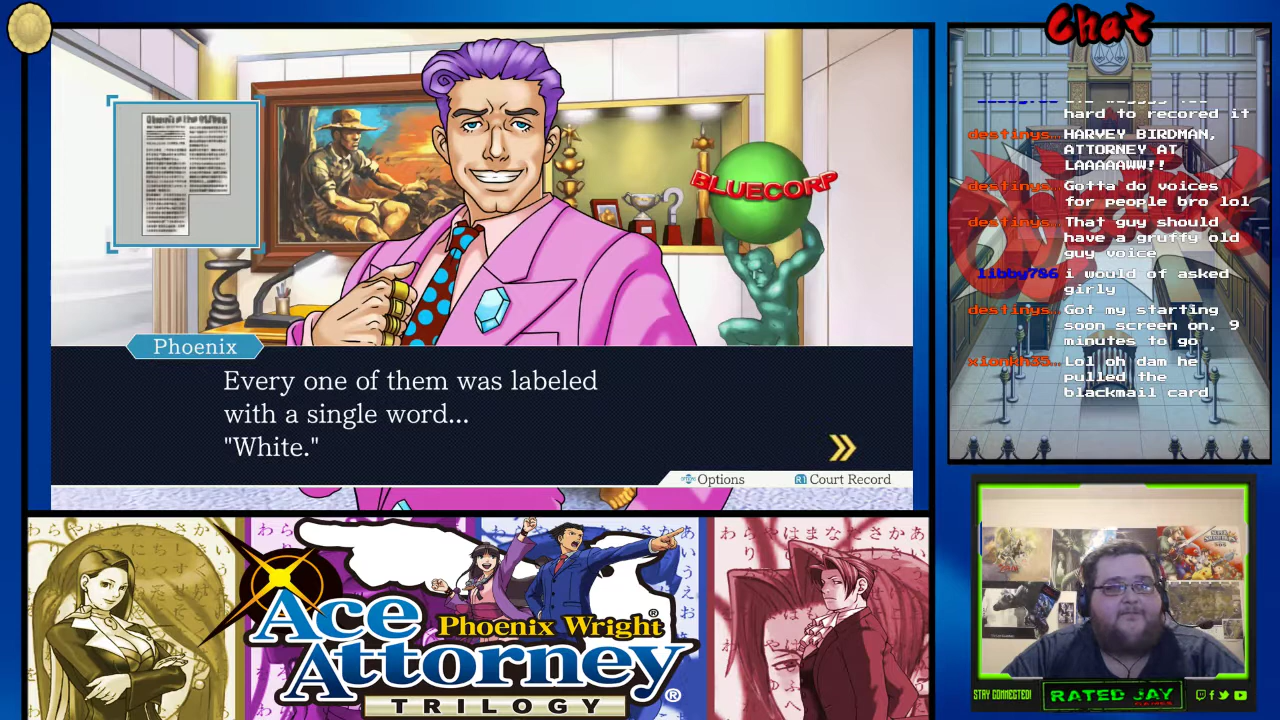 BLUECORP
Phoenix
Every one of them was labeled
with a single word...
"White."
Options
Court Record
Chat
hard to recored it
destinys… HARVEY BIRDMAN,
ATTORNEY AT
LAAAAAWW!!
destinys… Gotta do voices
for people bro lol
destinys… That guy should
have a gruffy old
guy voice
libby786 i would of asked
girly
destinys… Got my starting
soon screen on, 9
minutes to go
xionkh35… Lol oh dam he
pulled the
blackmail card
Phoenix Wright®
Ace
Attorney®
TRILOGY
STAY CONNECTED!
RATED JAY
GAMES